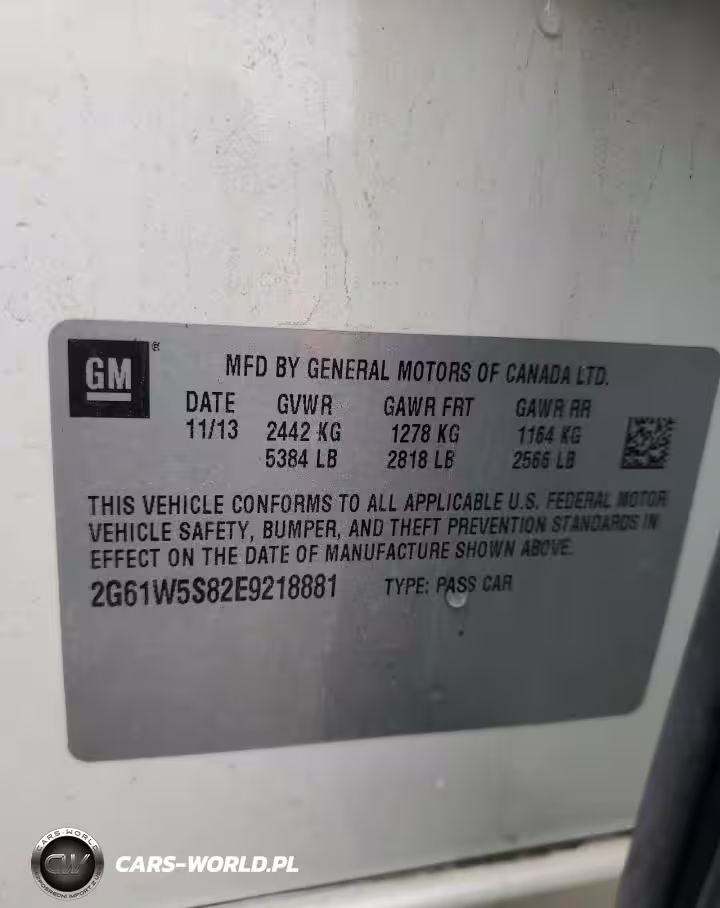 GM ®
MFD BY GENERAL MOTORS OF CANADA LTD.
DATE GVWR GAWR FRT GAWR RR
11/13 2442 KG 1278 KG 1164 KG
5384 LB 2818 LB 2566 LB
THIS VEHICLE CONFORMS TO ALL APPLICABLE U.S. FEDERAL MOTOR
VEHICLE SAFETY, BUMPER, AND THEFT PREVENTION STANDARDS IN
EFFECT ON THE DATE OF MANUFACTURE SHOWN ABOVE.
2G61W5S82E9218881 TYPE: PASS CAR
CARS-WORLD
CW
CARS-WORLD.PL